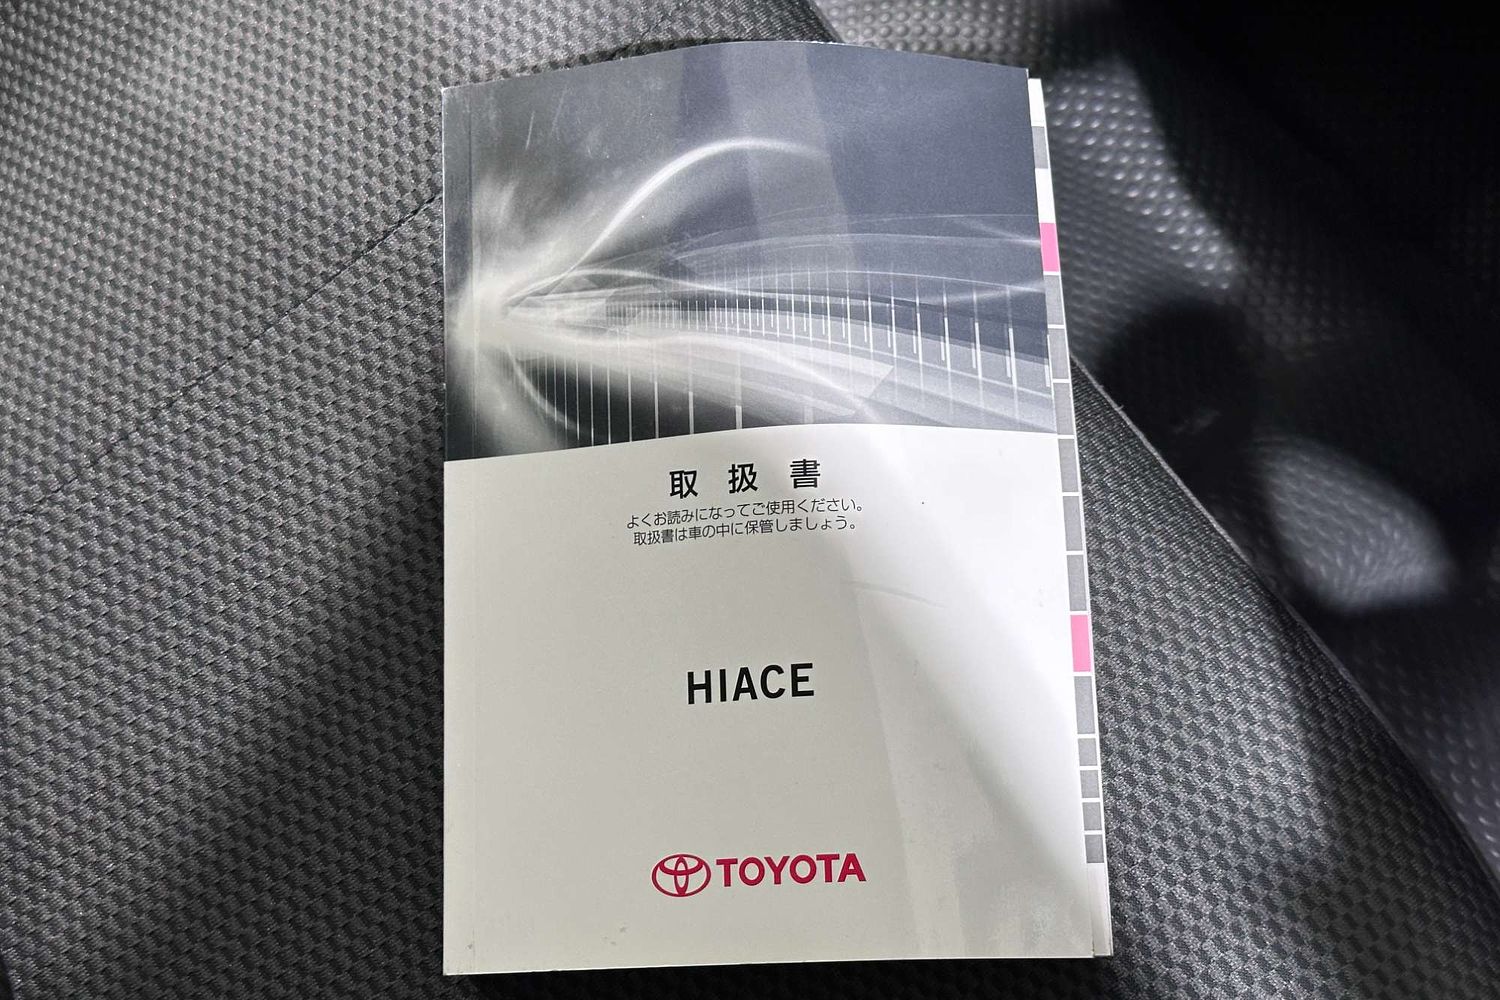 取扱書
よくお読みになってご使用ください。
取扱書は車の中に保管しましょう。
HIACE
TOYOTA